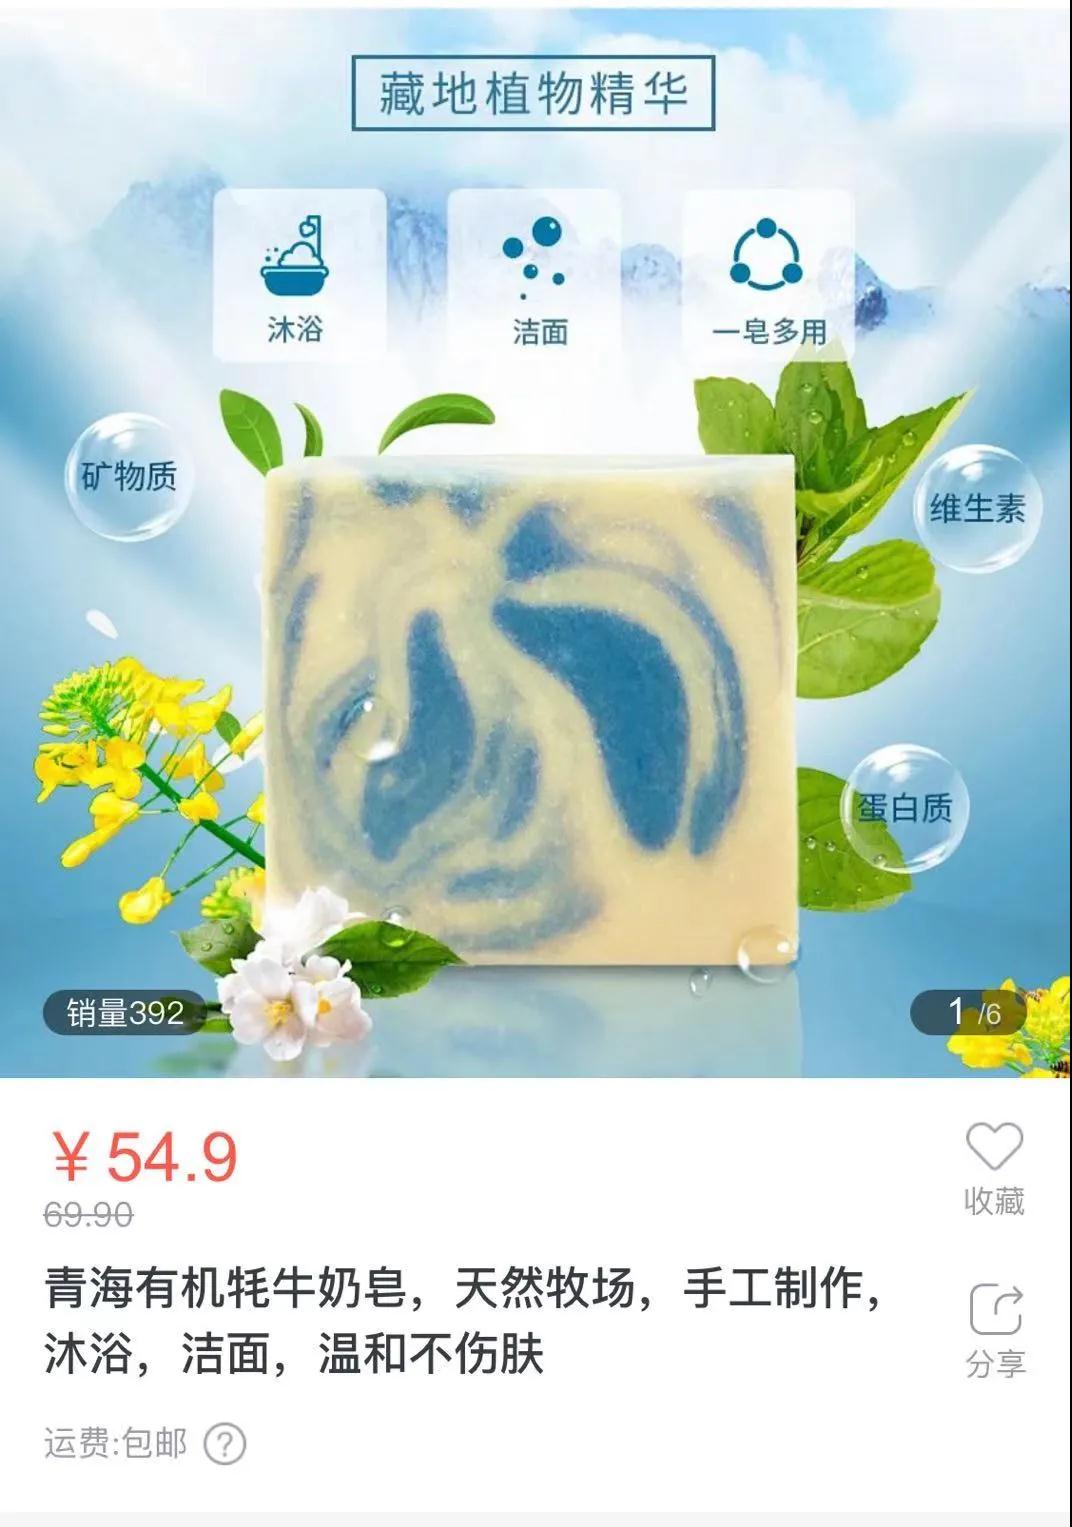 藏地植物精华
沐浴
洁面
一皂多用
矿物质
维生素
蛋白质
销量392
1/6
¥54.9
69.90
收藏
青海有机牦牛奶皂，天然牧场，手工制作，
沐浴，洁面，温和不伤肤
分享
运费:包邮 ?